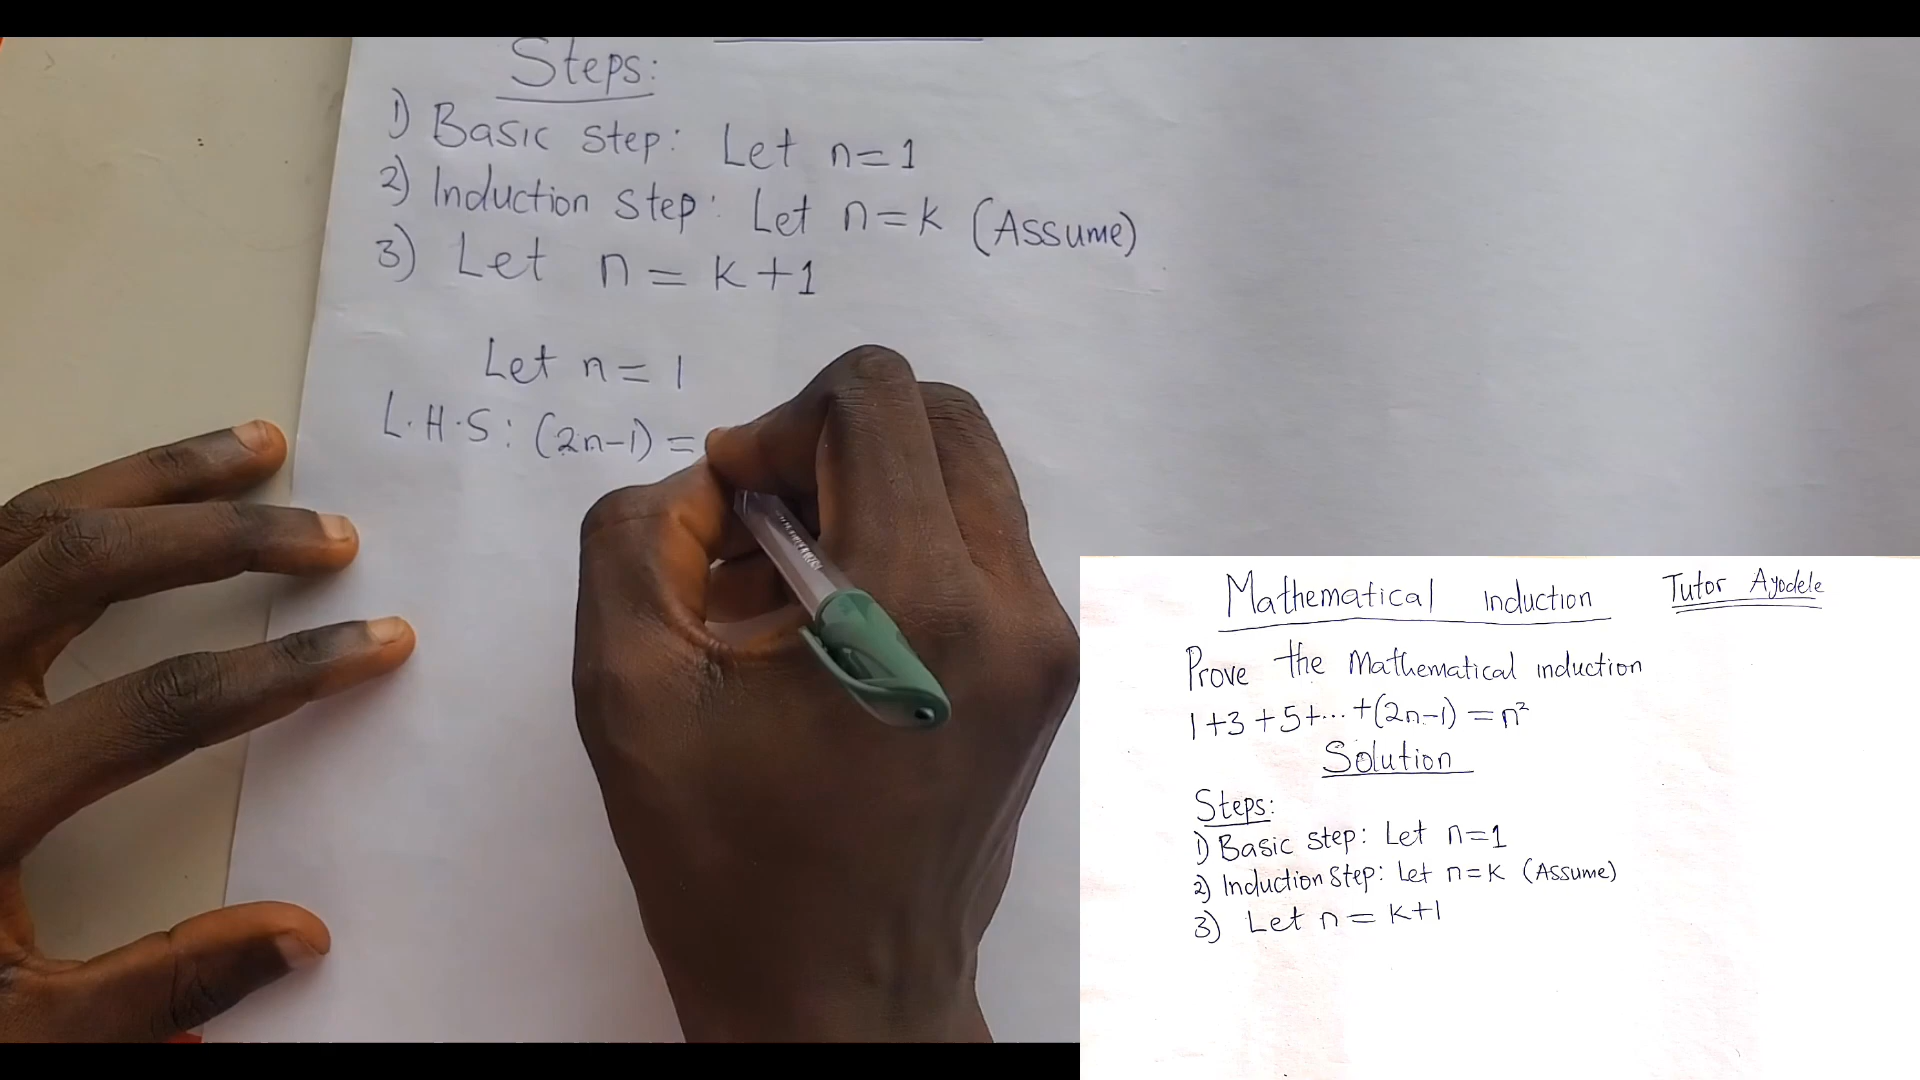 Steps:
1) Basic step: Let n=1
2) Induction step: Let n=k (Assume)
3) Let n = k+1
Let n = 1
L.H.S: (2n-1) =
Mathematical induction
Tutor Ayodele
Prove the Mathematical induction
1+3+5+...+(2n-1) = n²
Solution
Steps:
1) Basic step: Let n=1
2) Induction step: Let n=k (Assume)
3) Let n = k+1